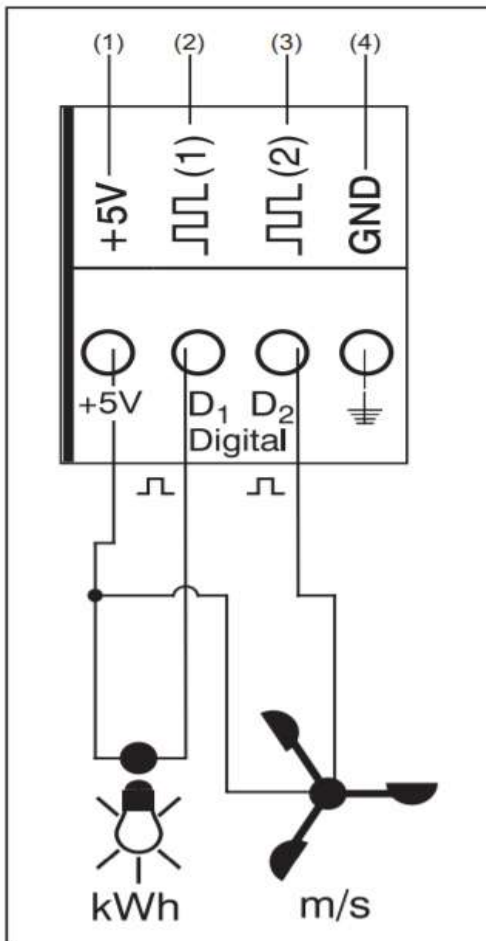 (1) (2) (3) (4)
+5V (1) (2) GND
+5V D₁ D₂
Digital
kWh m/s